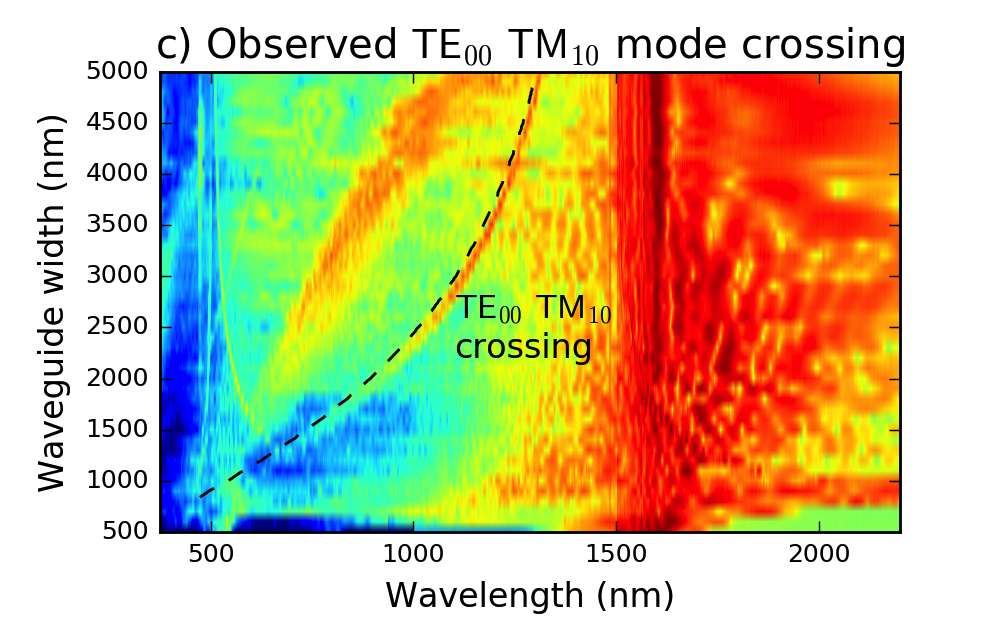 c) Observed TE₀₀ TM₁₀ mode crossing
5000
4500
4000
3500
3000
2500
2000
1500
1000
500
Waveguide width (nm)
TE₀₀ TM₁₀
crossing
500 1000 1500 2000
Wavelength (nm)